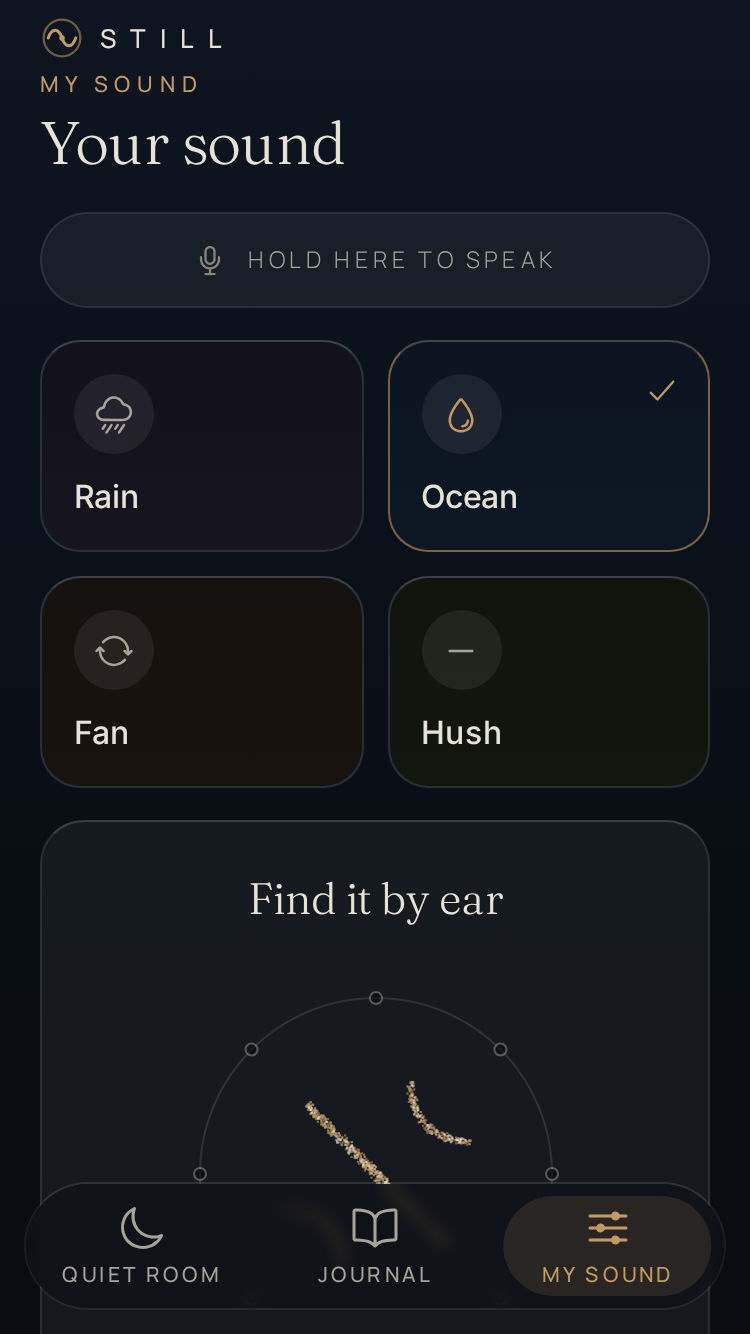 STILL
MY SOUND
Your sound
HOLD HERE TO SPEAK
Rain
Ocean
Fan
Hush
Find it by ear
QUIET ROOM
JOURNAL
MY SOUND